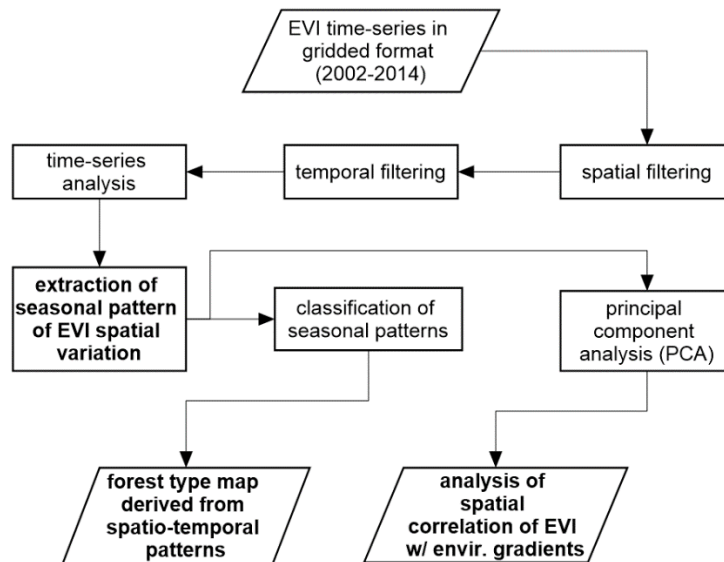 EVI time-series in
gridded format
(2002-2014)
time-series
analysis
temporal filtering
spatial filtering
extraction of
seasonal pattern
of EVI spatial
variation
classification of
seasonal patterns
principal
component
analysis (PCA)
forest type map
derived from
spatio-temporal
patterns
analysis of
spatial
correlation of EVI
w/ envir. gradients